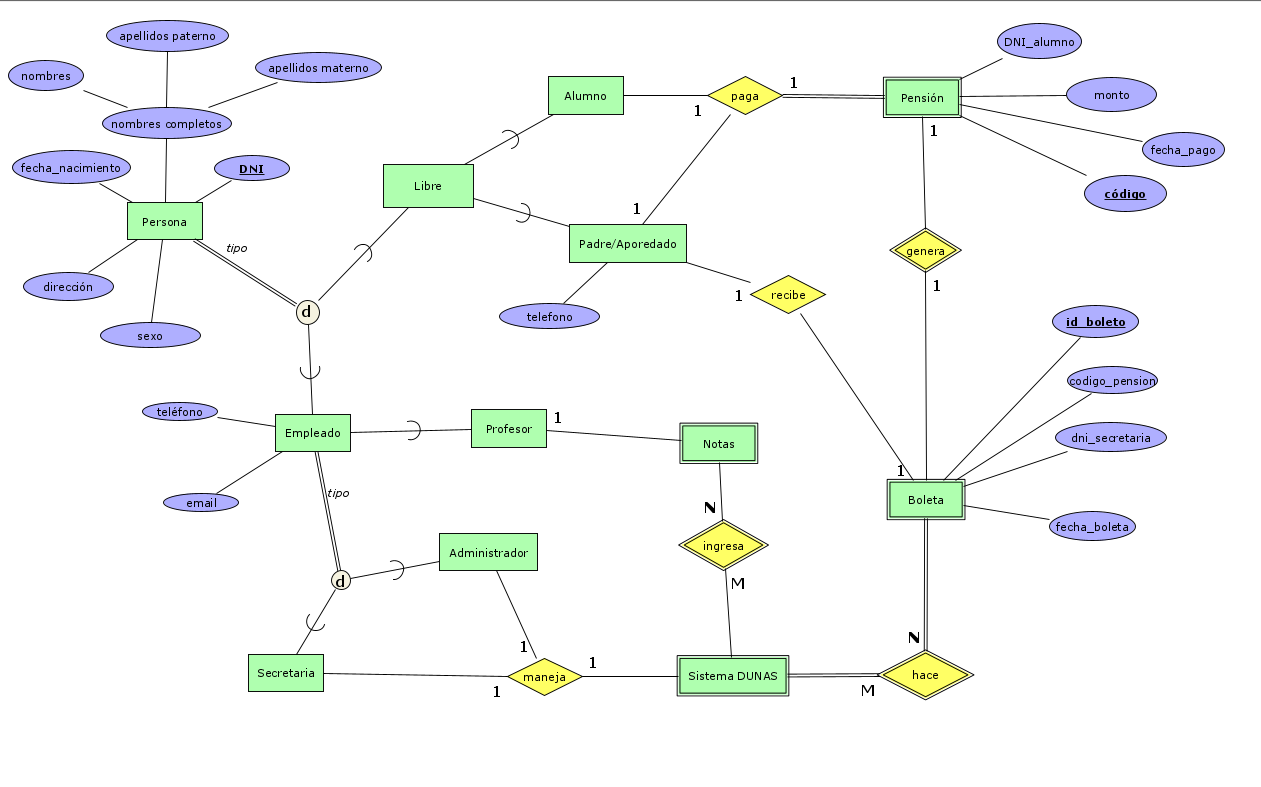 apellidos paterno
nombres
apellidos materno
nombres completos
fecha_nacimiento
DNI
Persona
tipo
dirección
sexo
d
Libre
Alumno
1
paga
1
1
Padre/Aporedado
telefono
1
recibe
Pensión
DNI_alumno
monto
fecha_pago
código
1
genera
1
id_boleto
codigo_pension
dni_secretaria
fecha_boleta
1
Boleta
teléfono
Empleado
email
tipo
Profesor
1
Notas
N
ingresa
M
d
Administrador
1
Secretaria
1
maneja
1
Sistema DUNAS
M
N
hace